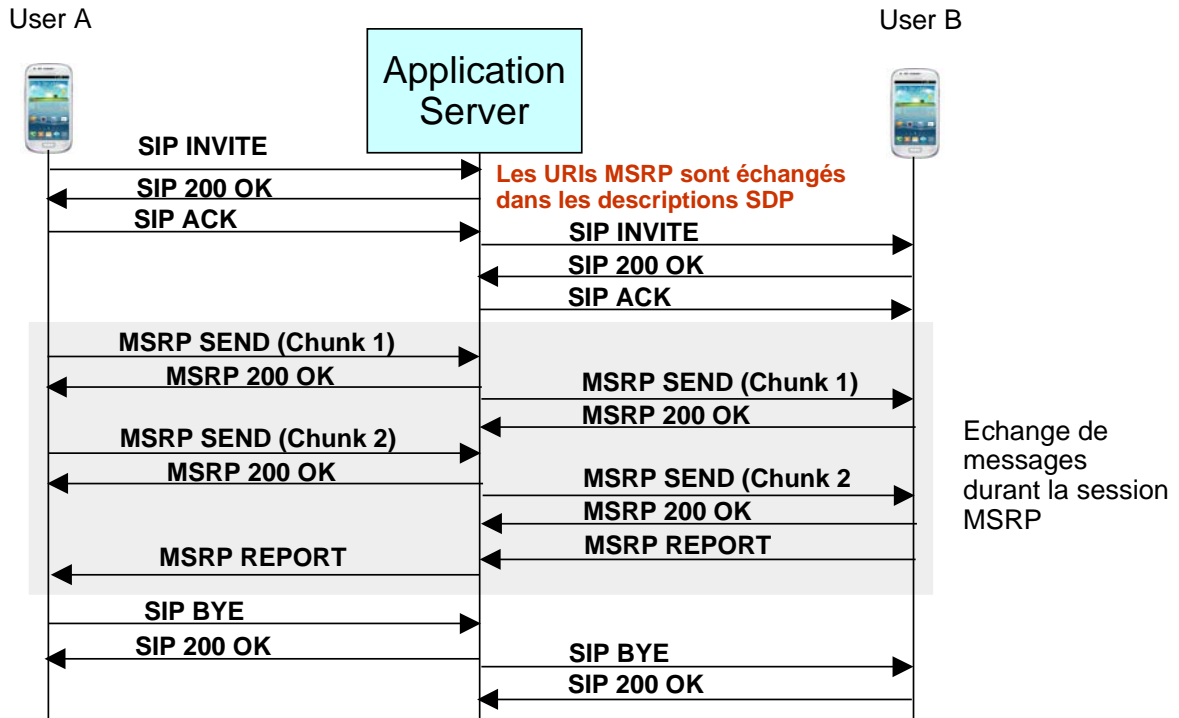 User A
User B
Application
Server
SIP INVITE
Les URIs MSRP sont échangés
dans les descriptions SDP
SIP 200 OK
SIP ACK
SIP INVITE
SIP 200 OK
SIP ACK
MSRP SEND (Chunk 1)
MSRP 200 OK
MSRP SEND (Chunk 1)
MSRP 200 OK
MSRP SEND (Chunk 2)
MSRP 200 OK
MSRP SEND (Chunk 2
MSRP 200 OK
MSRP REPORT
MSRP REPORT
Echange de
messages
durant la session
MSRP
SIP BYE
SIP 200 OK
SIP BYE
SIP 200 OK